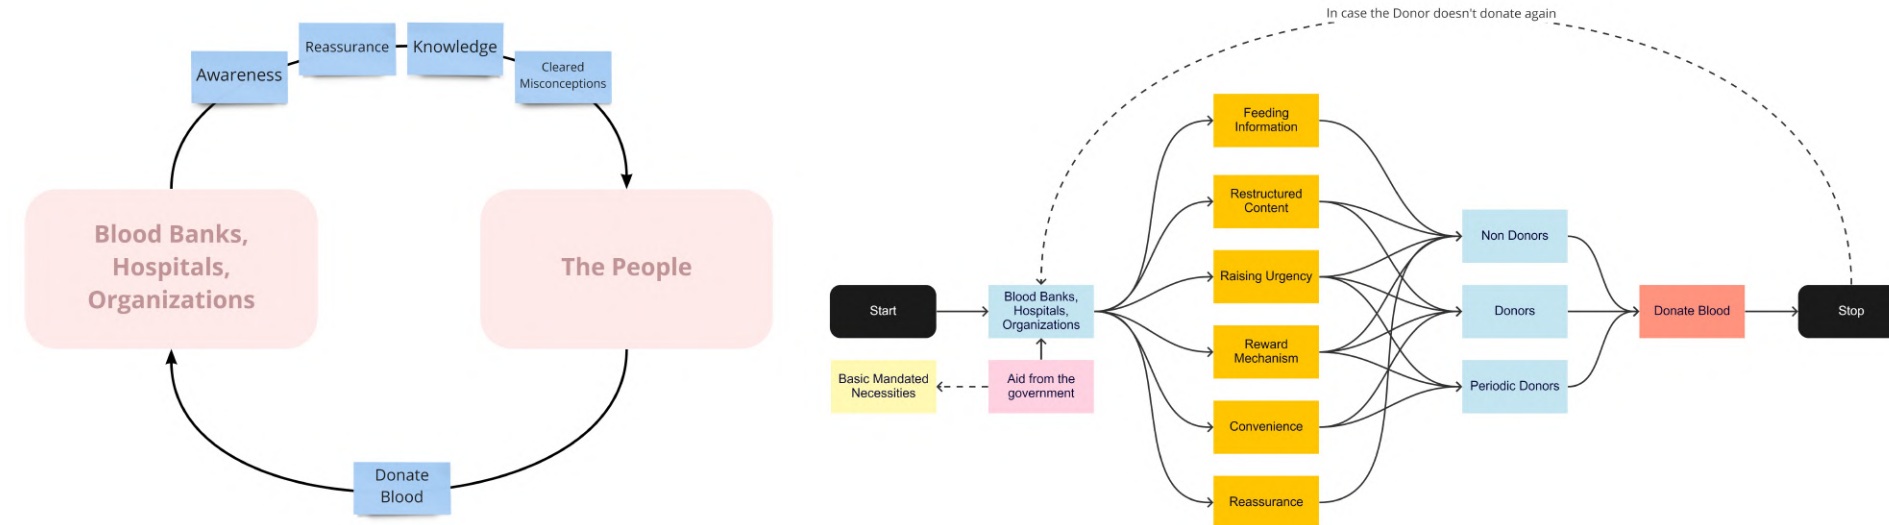 Awareness
Reassurance
Knowledge
Cleared
Misconceptions
Blood Banks,
Hospitals,
Organizations
The People
Donate
Blood
In case the Donor doesn't donate again
Start
Blood Banks,
Hospitals,
Organizations
Basic Mandated
Necessities
Aid from the
government
Feeding
Information
Restructured
Content
Raising Urgency
Reward
Mechanism
Convenience
Reassurance
Non Donors
Donors
Periodic Donors
Donate Blood
Stop